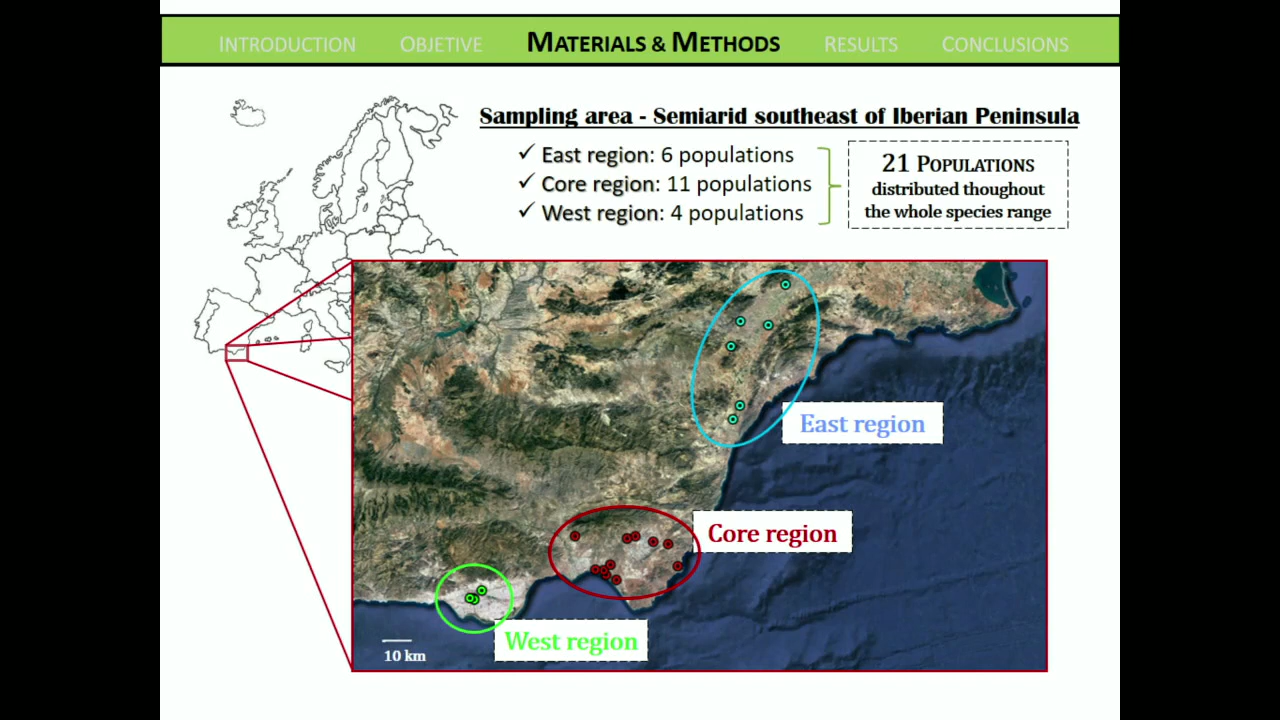 INTRODUCTION OBJETIVE MATERIALS & METHODS RESULTS CONCLUSIONS
Sampling area - Semiarid southeast of Iberian Peninsula
✓ East region: 6 populations
✓ Core region: 11 populations
✓ West region: 4 populations
21 POPULATIONS
distributed thoughout
the whole species range
East region
Core region
West region
10 km